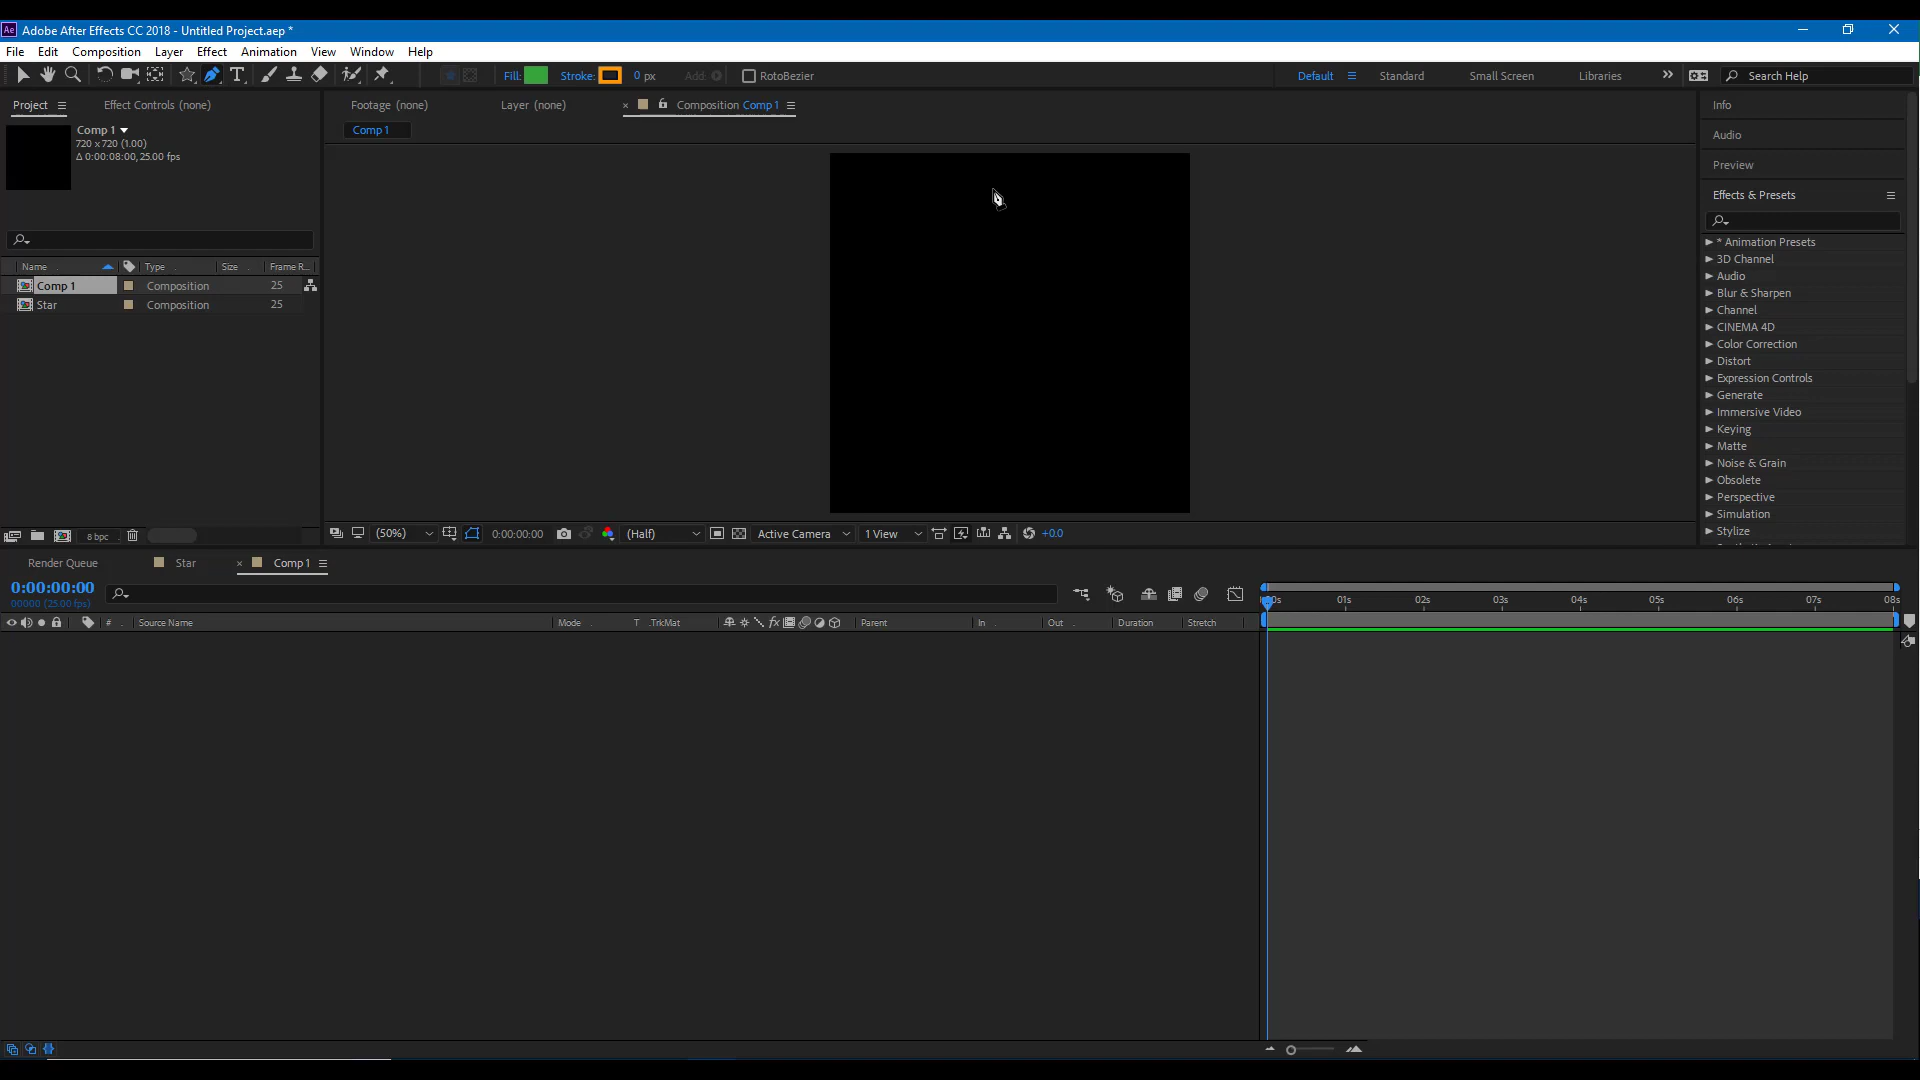 Ae Adobe After Effects CC 2018 - Untitled Project.aep *
File Edit Composition Layer Effect Animation View Window Help
Fill: Stroke: 0 px Add: RotoBezier Default Standard Small Screen Libraries Search Help
Project Effect Controls (none) Footage (none) Layer (none) × Composition Comp 1 Info
Comp 1
720 x 720 (1.00)
Δ 0:00:08:00, 25.00 fps
Comp 1
Audio
Preview
Effects & Presets
* Animation Presets
3D Channel
Audio
Blur & Sharpen
Channel
CINEMA 4D
Color Correction
Distort
Expression Controls
Generate
Immersive Video
Keying
Matte
Noise & Grain
Obsolete
Perspective
Simulation
Stylize
Name Type Size Frame R...
Comp 1 Composition 25
Star Composition 25
8 bpc
(50%) 0:00:00:00 (Half) Active Camera 1 View +0.0
Render Queue Star × Comp 1
0:00:00:00
00000 (25.00 fps)
01s 02s 03s 04s 05s 06s 07s 08s
# Source Name Mode T .TrkMat fx Parent In Out Duration Stretch